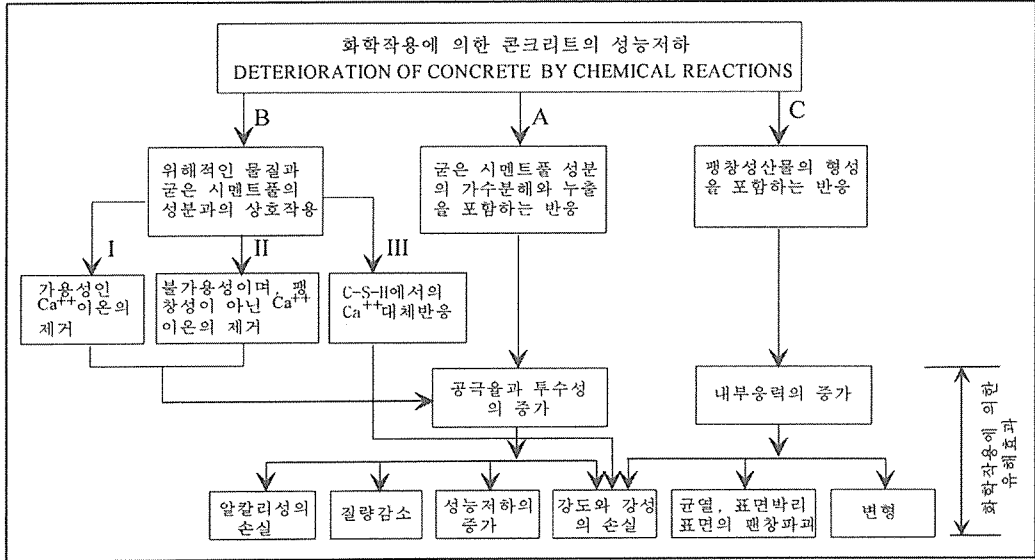 화학작용에 의한 콘크리트의 성능저하
DETERIORATION OF CONCRETE BY CHEMICAL REACTIONS
B
A
C
위해적인 물질과
굳은 시멘트풀의
성분과의 상호작용
굳은 시멘트풀 성분
의 가수분해와 누출
을 포함하는 반응
팽창성산물의 형성
을 포함하는 반응
I
II
III
가용성인
Ca++이온의
제거
불가용성이며, 팽
창성이 아닌 Ca++
이온의 제거
C-S-H에서의
Ca++대체반응
공극율과 투수성
의 증가
내부응력의 증가
화학작용에 의한
유해효과
알칼리성의
손실
질량감소
성능저하의
증가
강도와 강성
의 손실
균열, 표면박리
표면의 팬창파괴
변형